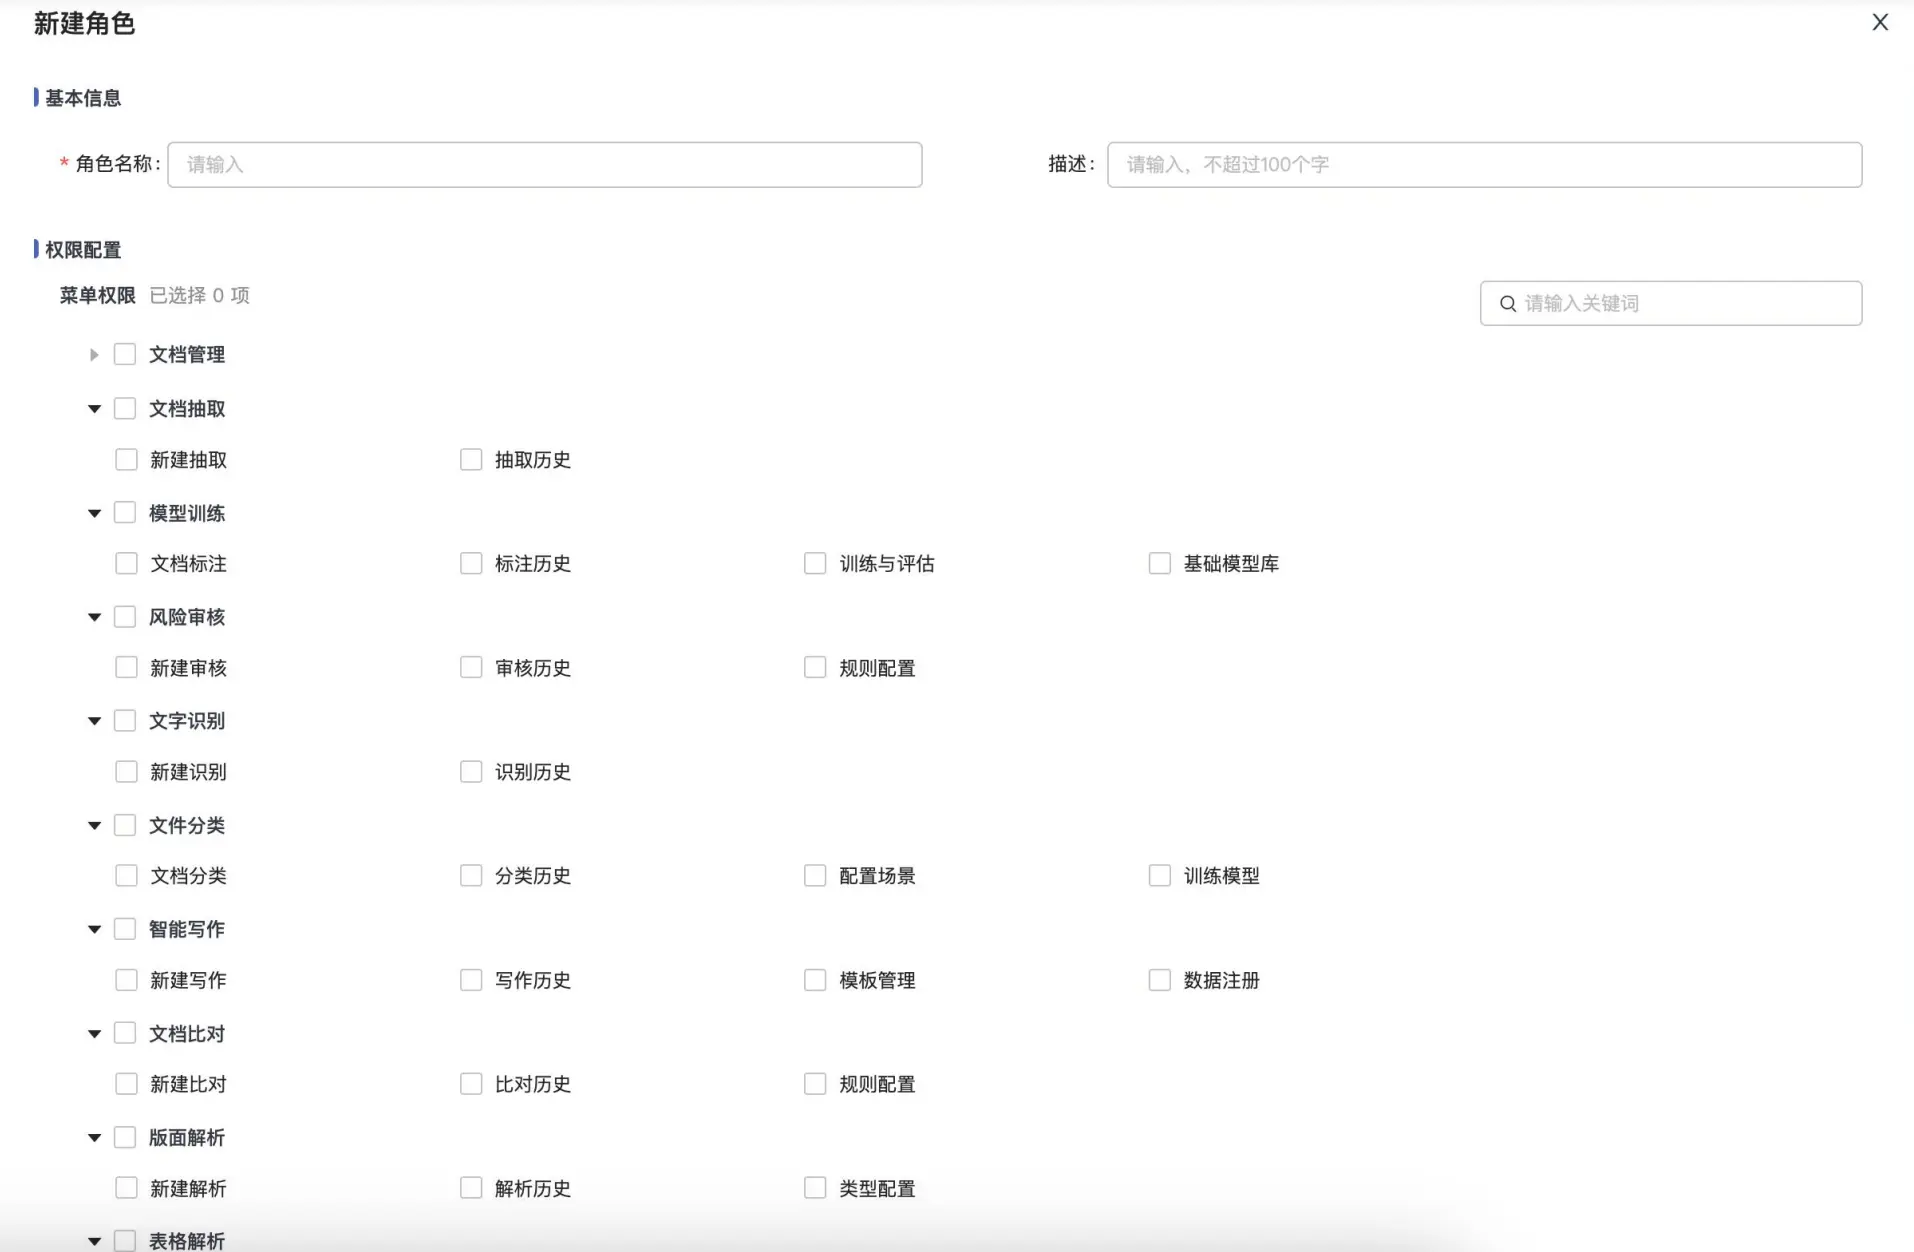 新建角色
基本信息
* 角色名称: 请输入 描述: 请输入，不超过100个字
权限配置
菜单权限 已选择 0 项 请输入关键词
文档管理
文档抽取
新建抽取 抽取历史
模型训练
文档标注 标注历史 训练与评估 基础模型库
风险审核
新建审核 审核历史 规则配置
文字识别
新建识别 识别历史
文件分类
文档分类 分类历史 配置场景 训练模型
智能写作
新建写作 写作历史 模板管理 数据注册
文档比对
新建比对 比对历史 规则配置
版面解析
新建解析 解析历史 类型配置
表格解析